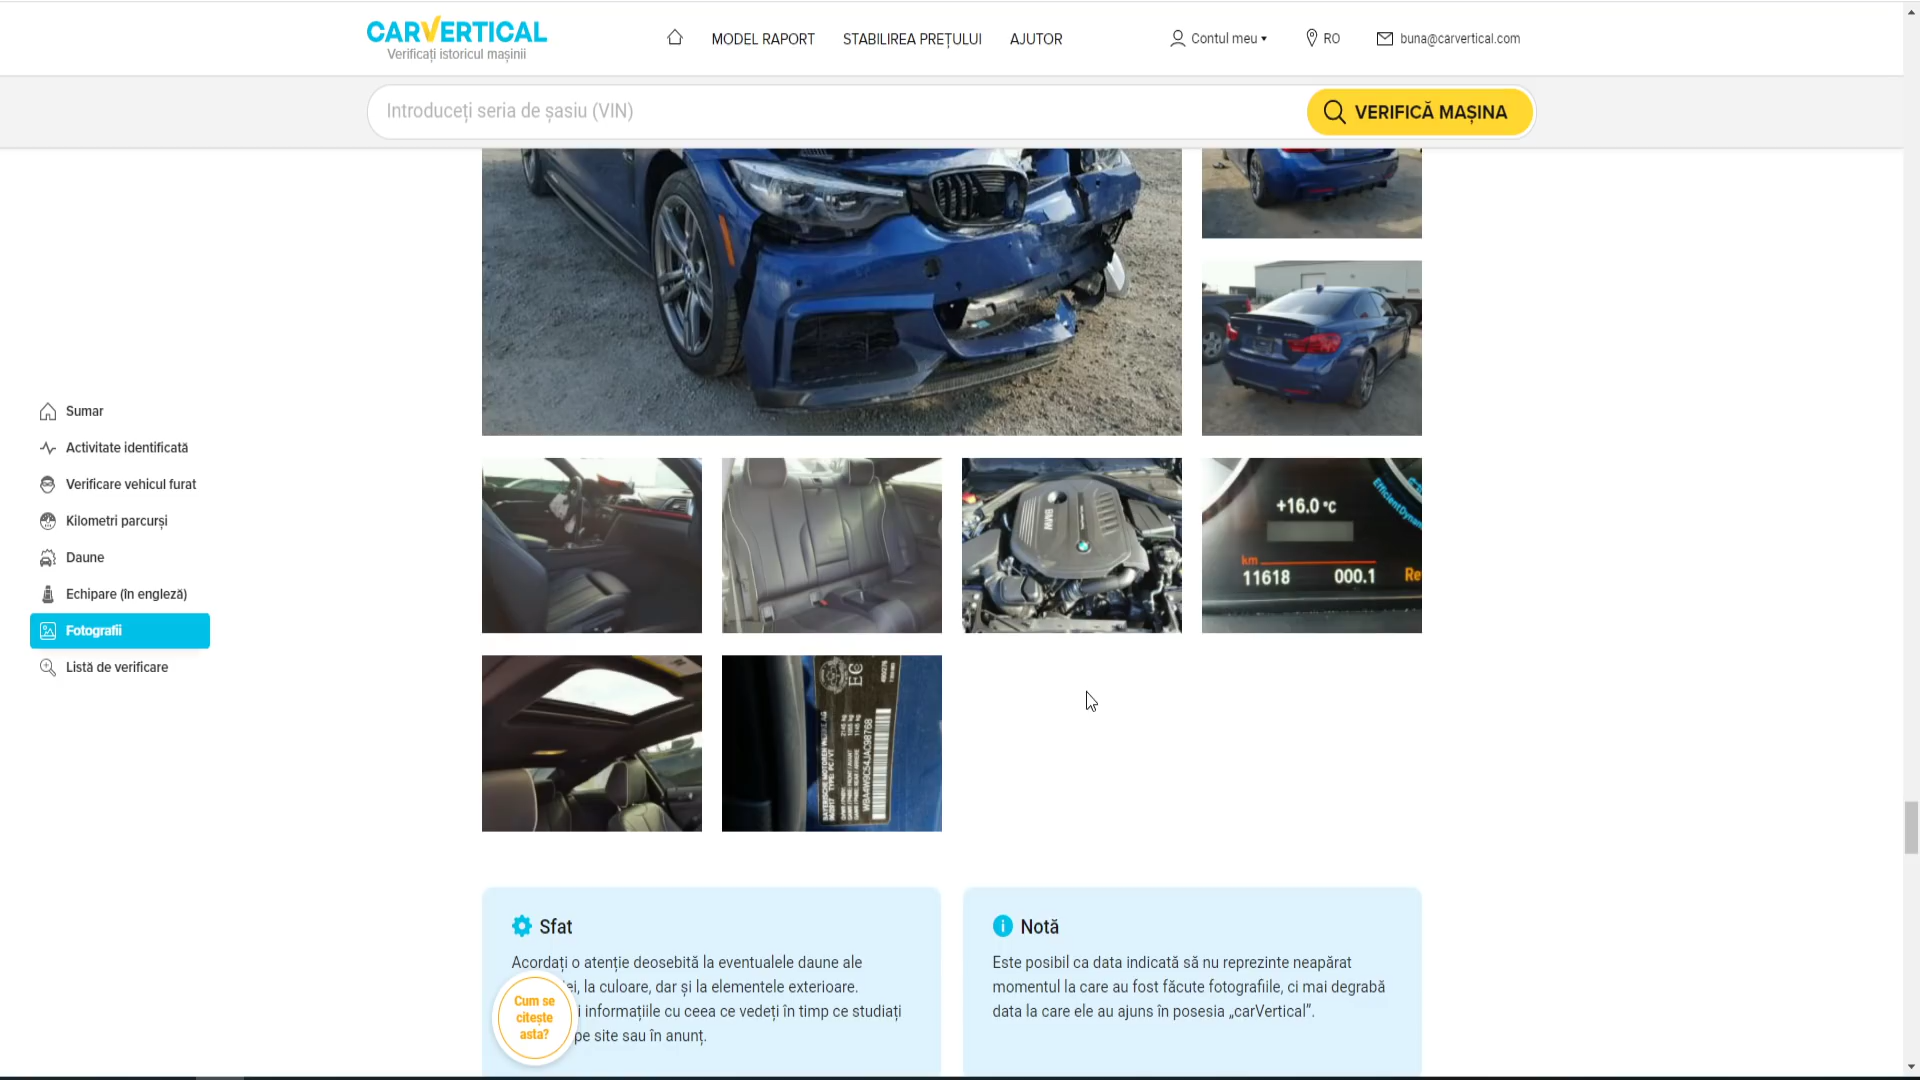 CARVERTICAL
Verificați istoricul mașinii
MODEL RAPORT
STABILIREA PREȚULUI
AJUTOR
Contul meu
RO
buna@carvertical.com
Introduceți seria de șasiu (VIN)
VERIFICĂ MAȘINA
Sumar
Activitate identificată
Verificare vehicul furat
Kilometri parcurși
Daune
Echipare (în engleză)
Fotografii
Listă de verificare
BMW
+16.0 °C
km
11618 000.1 Re
EC
Sfat
Acordați o atenție deosebită la eventualele daune ale
ei, la culoare, dar și la elementele exterioare.
i informațiile cu ceea ce vedeți în timp ce studiați
pe site sau în anunț.
Cum se
citește
asta?
Notă
Este posibil ca data indicată să nu reprezinte neapărat
momentul la care au fost făcute fotografiile, ci mai degrabă
data la care ele au ajuns în posesia „carVertical”.